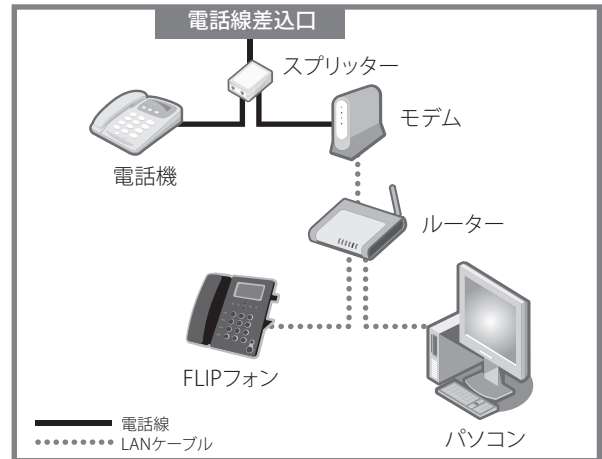 電話線差込口
スプリッター
モデム
電話機
ルーター
FLIPフォン
パソコン
電話線
LANケーブル